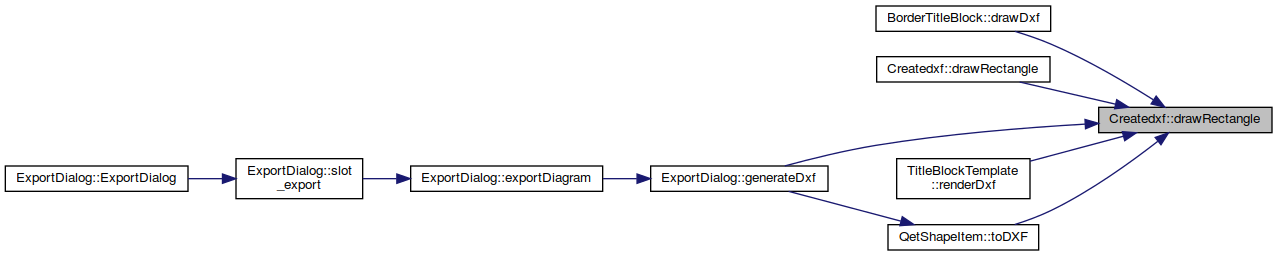 BorderTitleBlock::drawDxf
Createdxf::drawRectangle
Createdxf::drawRectangle
ExportDialog::ExportDialog
ExportDialog::slot
_export
ExportDialog::exportDiagram
ExportDialog::generateDxf
TitleBlockTemplate
::renderDxf
QetShapeItem::toDXF